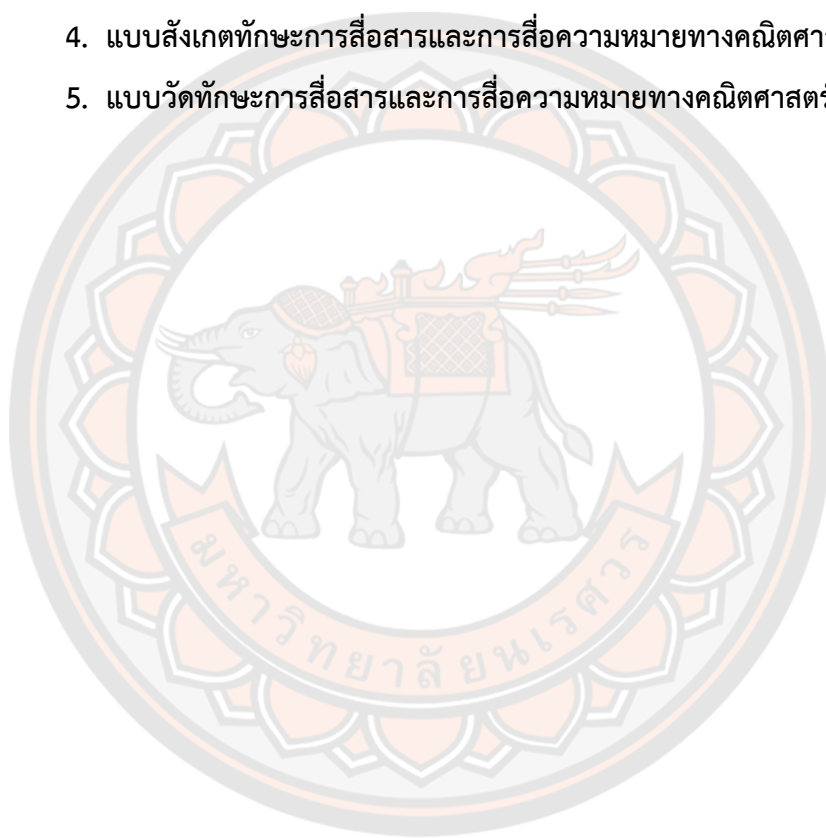 4. แบบสังเกตทักษะการสื่อสารและการสื่อความหมายทางคณิตศา
5. แบบวัดทักษะการสื่อสารและการสื่อความหมายทางคณิตศาสตร์
มหาวิทยาลัยนเรศวร